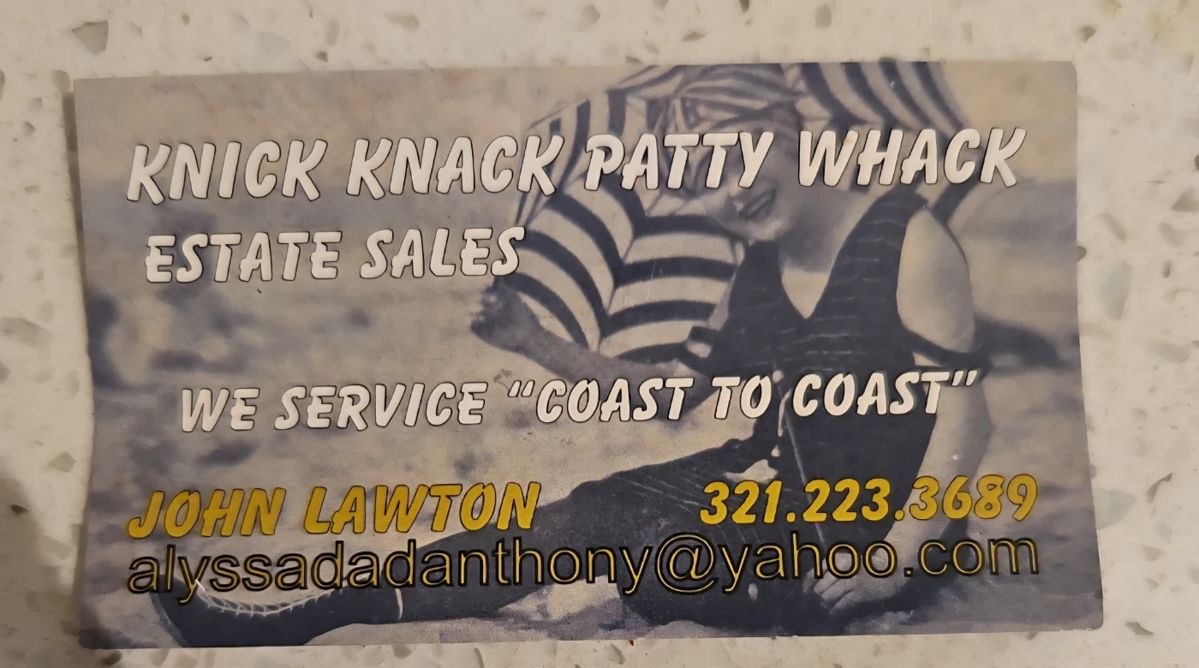 KNICK KNACK PATTY WHACK
ESTATE SALES
WE SERVICE "COAST TO COAST"
JOHN LAWTON 321.223.3689
alyssadadanthony@yahoo.com